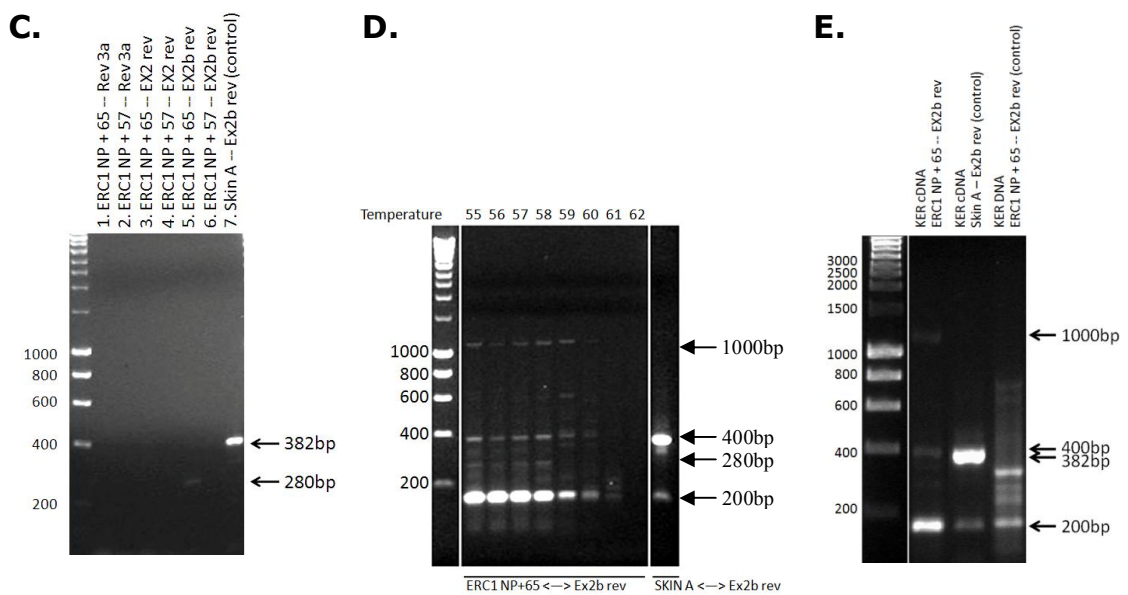 C.
1. ERC1 NP + 65 -- Rev 3a
2. ERC1 NP + 57 -- Rev 3a
3. ERC1 NP + 65 -- EX2 rev
4. ERC1 NP + 57 -- EX2 rev
5. ERC1 NP + 65 -- EX2b rev
6. ERC1 NP + 57 -- EX2b rev
7. Skin A -- Ex2b rev (control)
1000
800
600
400
200
382bp
280bp
D.
Temperature 55 56 57 58 59 60 61 62
1000
800
600
400
200
1000bp
400bp
280bp
200bp
ERC1 NP+65 <—> Ex2b rev
SKIN A <—> Ex2b rev
E.
KER cDNA
ERC1 NP + 65 -- EX2b rev
KER cDNA
Skin A – Ex2b rev (control)
KER DNA
ERC1 NP + 65 -- EX2b rev (control)
3000
2500
2000
1500
1000
800
600
400
200
1000bp
400bp
382bp
200bp